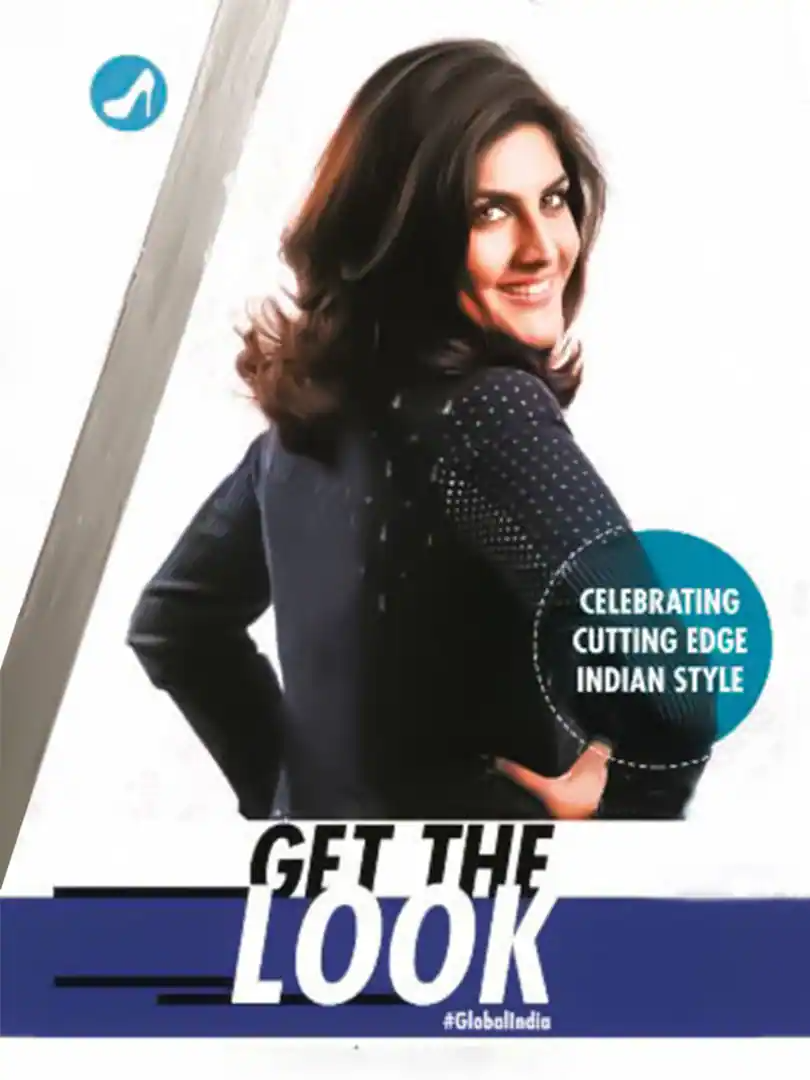 CELEBRATING
CUTTING EDGE
INDIAN STYLE
GET THE
LOOK
#GlobalIndia